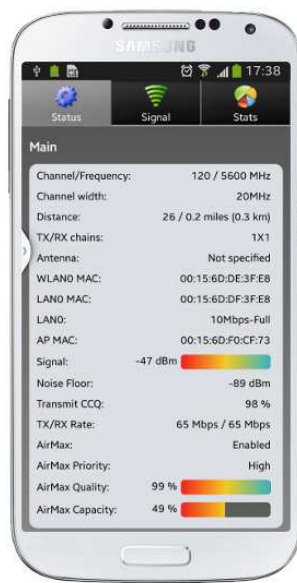 SAMSUNG
17:38
Status Signal Stats
Main
Channel/Frequency: 120 / 5600 MHz
Channel width: 20MHz
Distance: 26 / 0.2 miles (0.3 km)
TX/RX chains: 1X1
Antenna: Not specified
WLAN0 MAC: 00:15:6D:DE:3F:E8
LAN0 MAC: 00:15:6D:DF:3F:E8
LAN0: 10Mbps-Full
AP MAC: 00:15:6D:F0:CF:73
Signal: -47 dBm
Noise Floor: -89 dBm
Transmit CCQ: 98 %
TX/RX Rate: 65 Mbps / 65 Mbps
AirMax: Enabled
AirMax Priority: High
AirMax Quality: 99 %
AirMax Capacity: 49 %